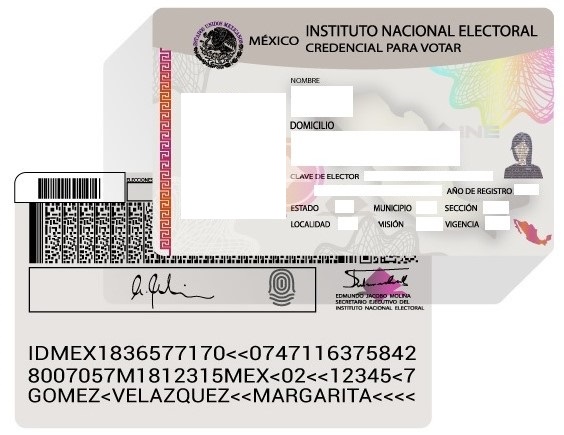 INSTITUTO NACIONAL ELECTORAL
MÉXICO
CREDENCIAL PARA VOTAR
ESTADOS UNIDOS MEXICANOS
NOMBRE
DOMICILIO
INE
CLAVE DE ELECTOR
AÑO DE REGISTRO
ESTADO MUNICIPIO SECCIÓN
LOCALIDAD VISIÓN VIGENCIA
ELECCIONES
EDMUNDO JACOBO MOLINA
SECRETARIO EJECUTIVO DEL
INSTITUTO NACIONAL ELECTORAL
IDMEX1836577170<<0747116375842
8007057M1812315MEX<02<<12345<7
GOMEZ<VELAZQUEZ<<MARGARITA<<<<